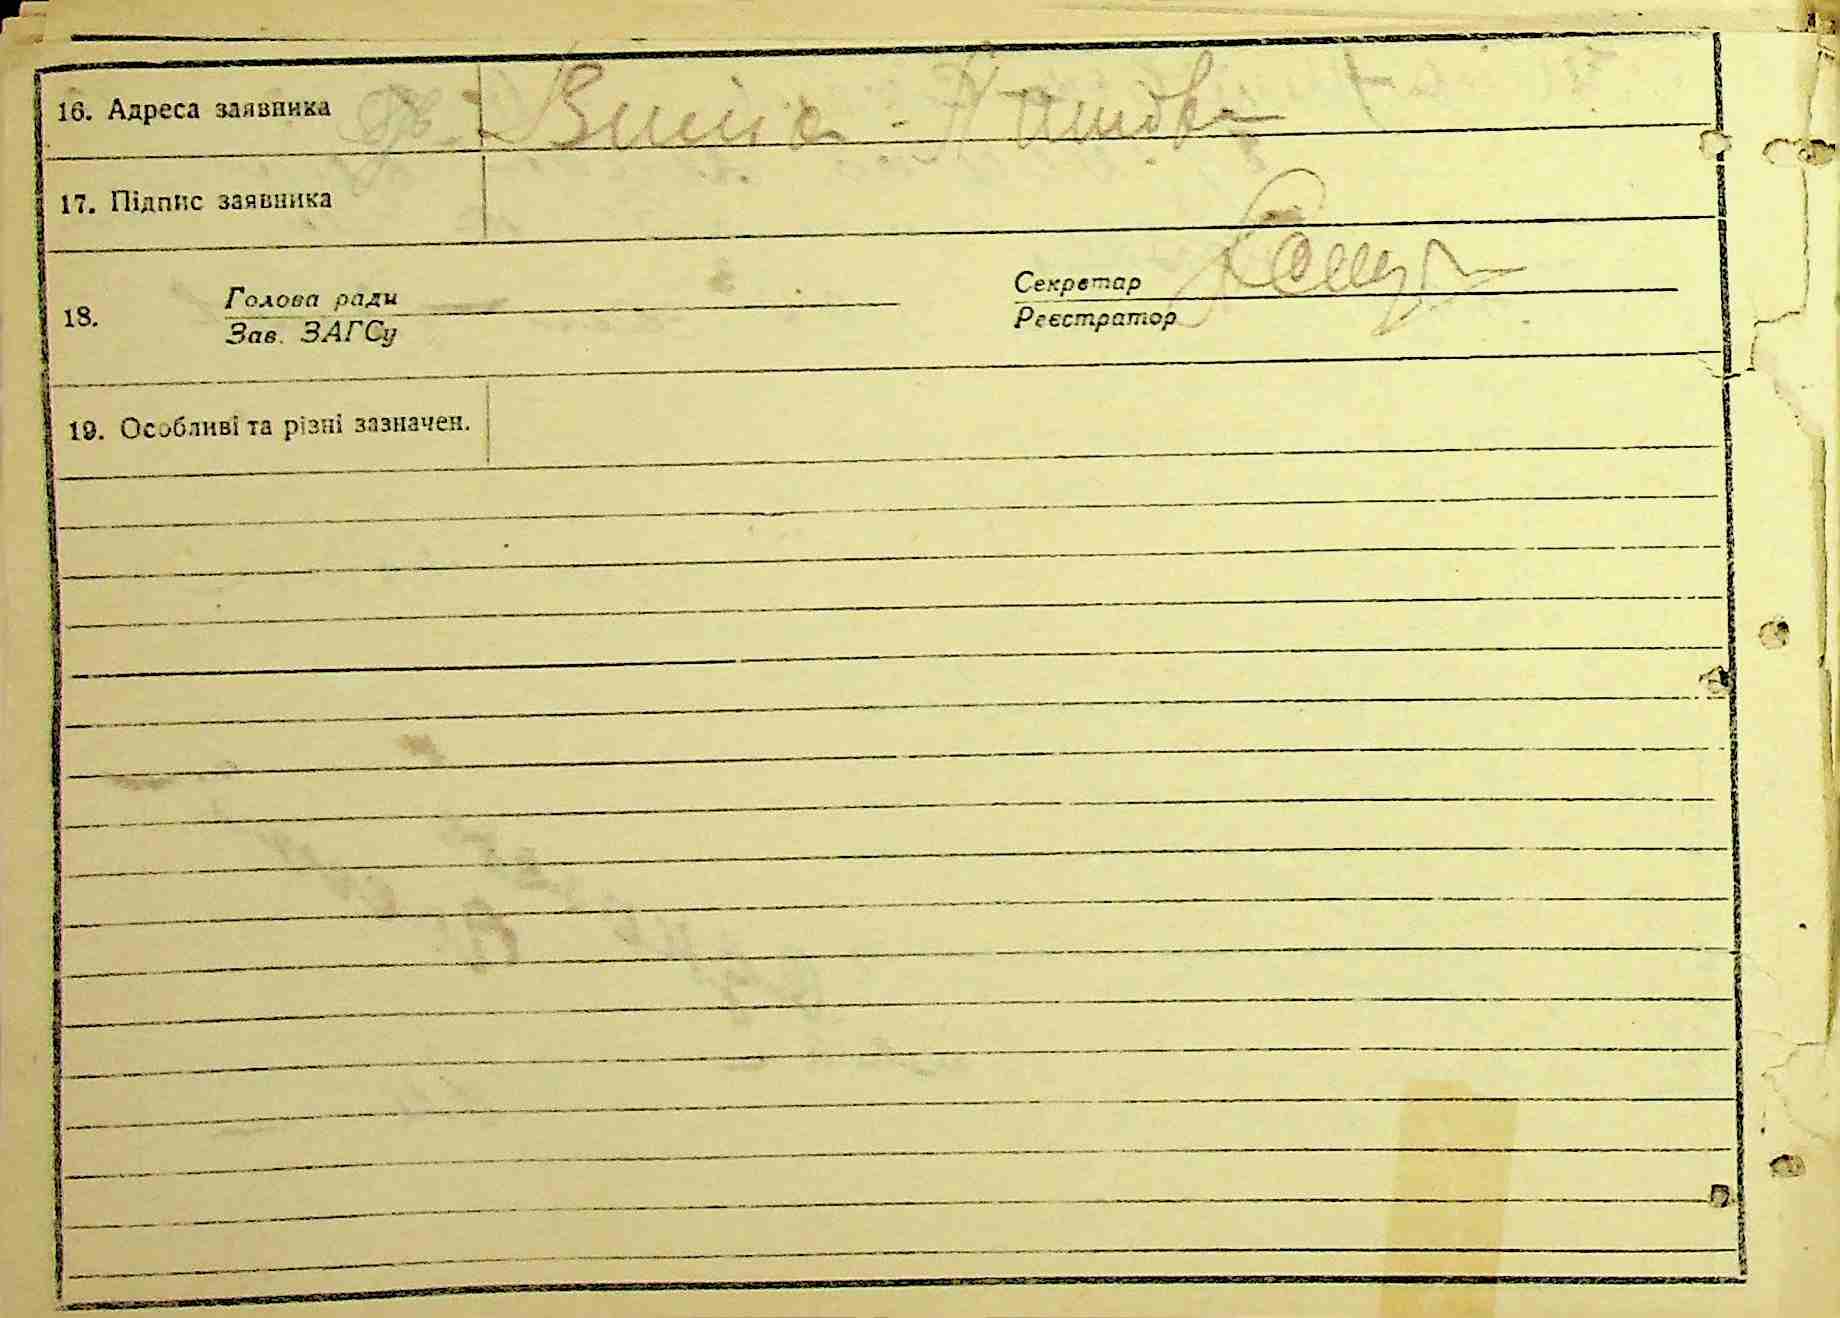 16. Адреса заявника
17. Підпис заявника
18. Голова ради Секретар
Зав. ЗАГСу Реєстратор
19. Особливі та різні зазначен.